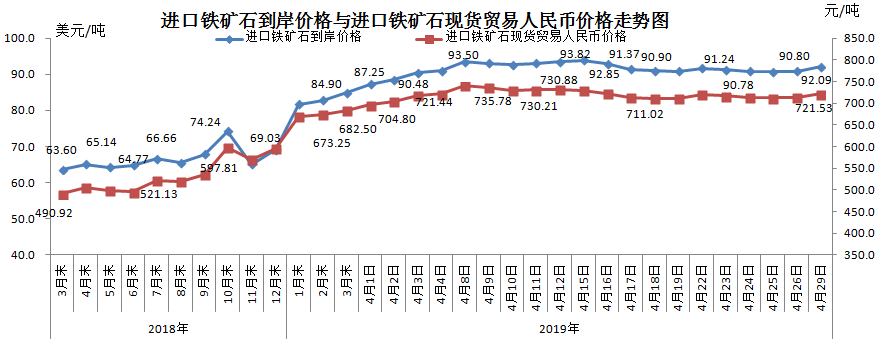 进口铁矿石到岸价格与进口铁矿石现货贸易人民币价格走势图
美元/吨
元/吨
进口铁矿石到岸价格
进口铁矿石现货贸易人民币价格
100.0
90.0
80.0
70.0
60.0
50.0
40.0
850.0
800.0
750.0
700.0
650.0
600.0
550.0
500.0
450.0
400.0
350.0
63.60
65.14
64.77
66.66
74.24
69.03
84.90
87.25
90.48
93.50
93.82
92.85
91.37
90.90
91.24
90.78
90.80
92.09
490.92
521.13
597.81
673.25
682.50
704.80
721.44
735.78
730.21
730.88
711.02
721.53
3月末
4月末
5月末
6月末
7月末
8月末
9月末
10月末
11月末
12月末
1月末
2月末
3月末
4月1日
4月2日
4月3日
4月4日
4月8日
4月9日
4月10日
4月11日
4月12日
4月15日
4月16日
4月17日
4月18日
4月19日
4月22日
4月23日
4月24日
4月25日
4月26日
4月29日
2018年
2019年